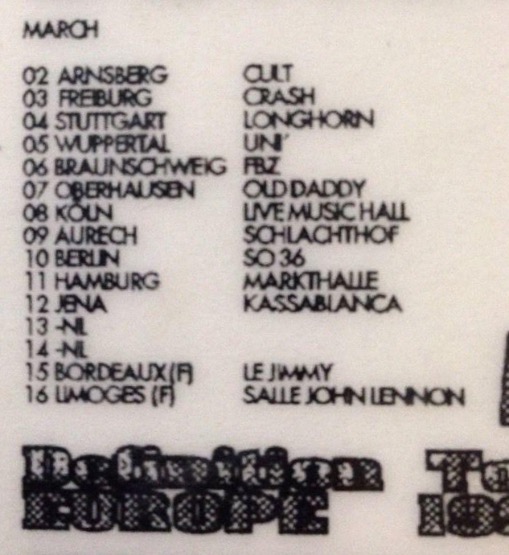 MARCH
02 ARNSBERG CULT
03 FREIBURG CRASH
04 STUTTGART LONGHORN
05 WUPPERTAL UNI'
06 BRAUNSCHWEIG FBZ
07 OBERHAUSEN OLD DADDY
08 KÖLN LIVE MUSIC HALL
09 AURECH SCHLACHTHOF
10 BERLIN SO 36
11 HAMBURG MARKTHALLE
12 JENA KASSABLANCA
13 -NL
14 -NL
15 BORDEAUX (F) LE JIMMY
16 LIMOGES (F) SALLE JOHN LENNON
Definition To
EUROPE 199